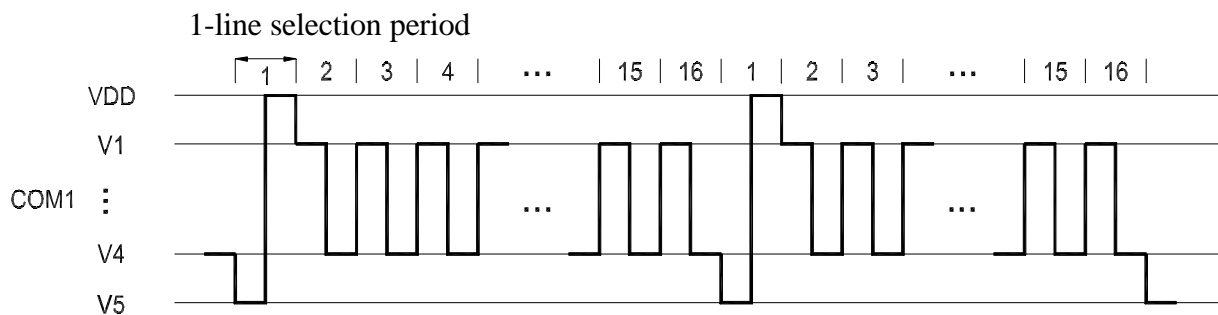 1-line selection period
1 | 2 | 3 | 4 | ... | 15 | 16 | 1 | 2 | 3 | ... | 15 | 16 |
VDD
V1
COM1 ⋮ ... ...
V4
V5